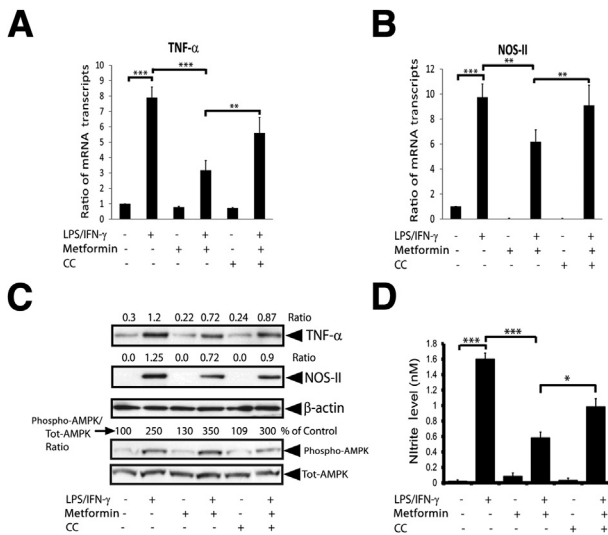 A
TNF-α
Ratio of mRNA transcripts
10
9
8
7
6
5
4
3
2
1
0
***
***
**
LPS/IFN-γ - + - + - +
Metformin - - + + - +
CC - - - - + +
B
NOS-II
Ratio of mRNA transcripts
12
10
8
6
4
2
0
***
**
**
- + - + - +
- - + + - +
- - - - + +
C
0.3 1.2 0.22 0.72 0.24 0.87 Ratio
TNF-α
0.0 1.25 0.0 0.72 0.0 0.9 Ratio
NOS-II
β-actin
Phospho-AMPK/
Tot-AMPK
Ratio
100 250 130 350 109 300 % of Control
Phospho-AMPK
Tot-AMPK
LPS/IFN-γ - + - + - +
Metformin - - + + - +
CC - - - - + +
D
NItrite level (nM)
1.8
1.6
1.4
1.2
1
0.8
0.6
0.4
0.2
0
***
***
*
LPS/IFN-γ - + - + - +
Metformin - - + + - +
CC - - - - + +